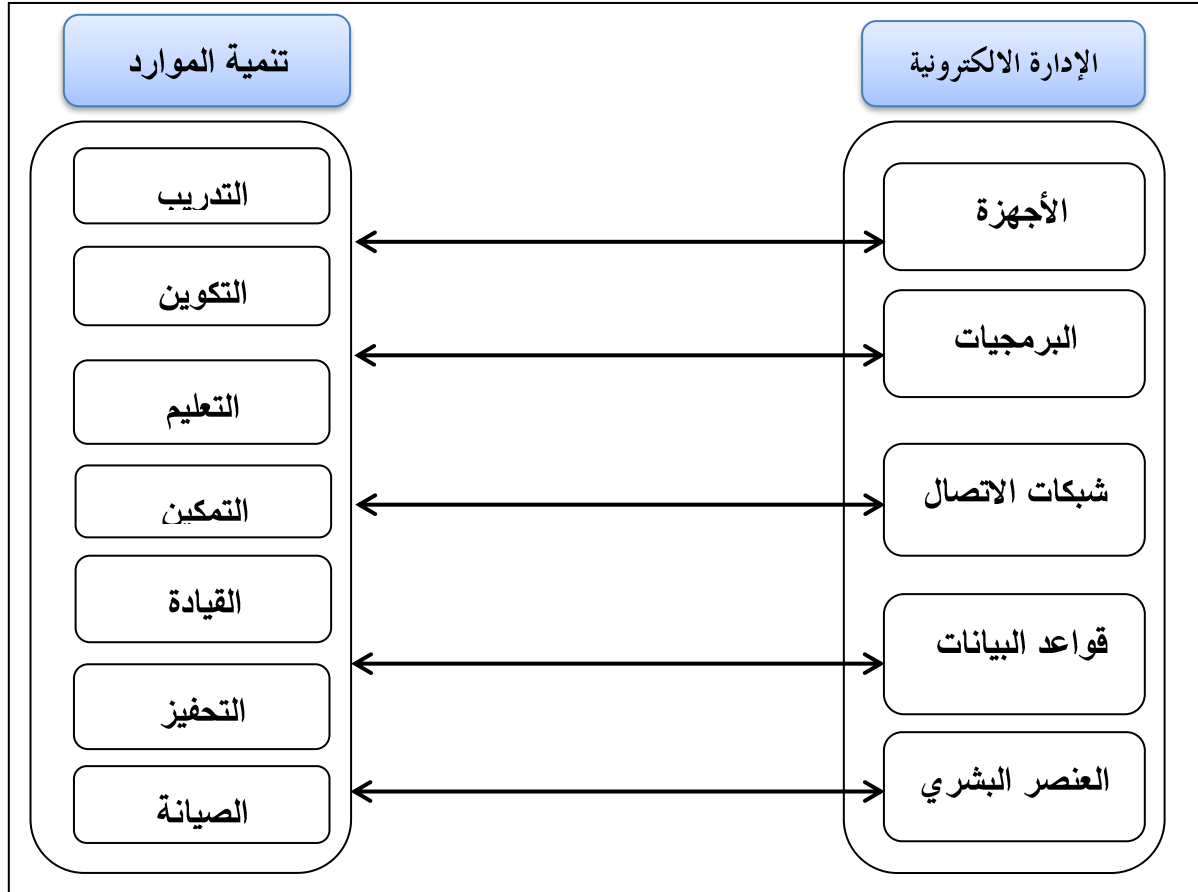 الإدارة الالكترونية
الأجهزة
البرمجيات
شبكات الاتصال
قواعد البيانات
العنصر البشري
تنمية الموارد
التدريب
التكوين
التعليم
التمكين
القيادة
التحفيز
الصيانة